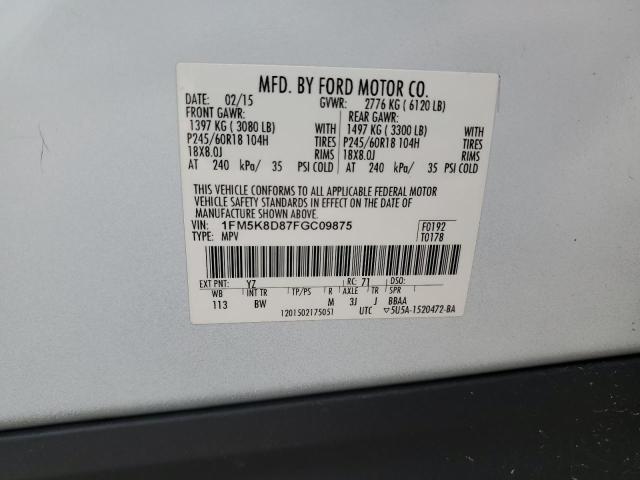 MFD. BY FORD MOTOR CO.
DATE: 02/15 GVWR: 2776 KG ( 6120 LB)
FRONT GAWR: REAR GAWR:
1397 KG ( 3080 LB) WITH 1497 KG ( 3300 LB) WITH
P245/60R18 104H TIRES P245/60R18 104H TIRES
18X8.0J RIMS 18X8.0J RIMS
AT 240 kPa/ 35 PSI COLD AT 240 kPa/ 35 PSI COLD
THIS VEHICLE CONFORMS TO ALL APPLICABLE FEDERAL MOTOR
VEHICLE SAFETY STANDARDS IN EFFECT ON THE DATE OF
MANUFACTURE SHOWN ABOVE.
VIN: 1FM5K8D87FGC09875 F0192
TYPE: MPV T0178
EXT PNT: YZ RC: 71 DSO:
WB INT TR TP/PS R AXLE TR SPR
113 BW M 3J J BBAA
1201502175051 UTC ▽5U5A-1520472-BA